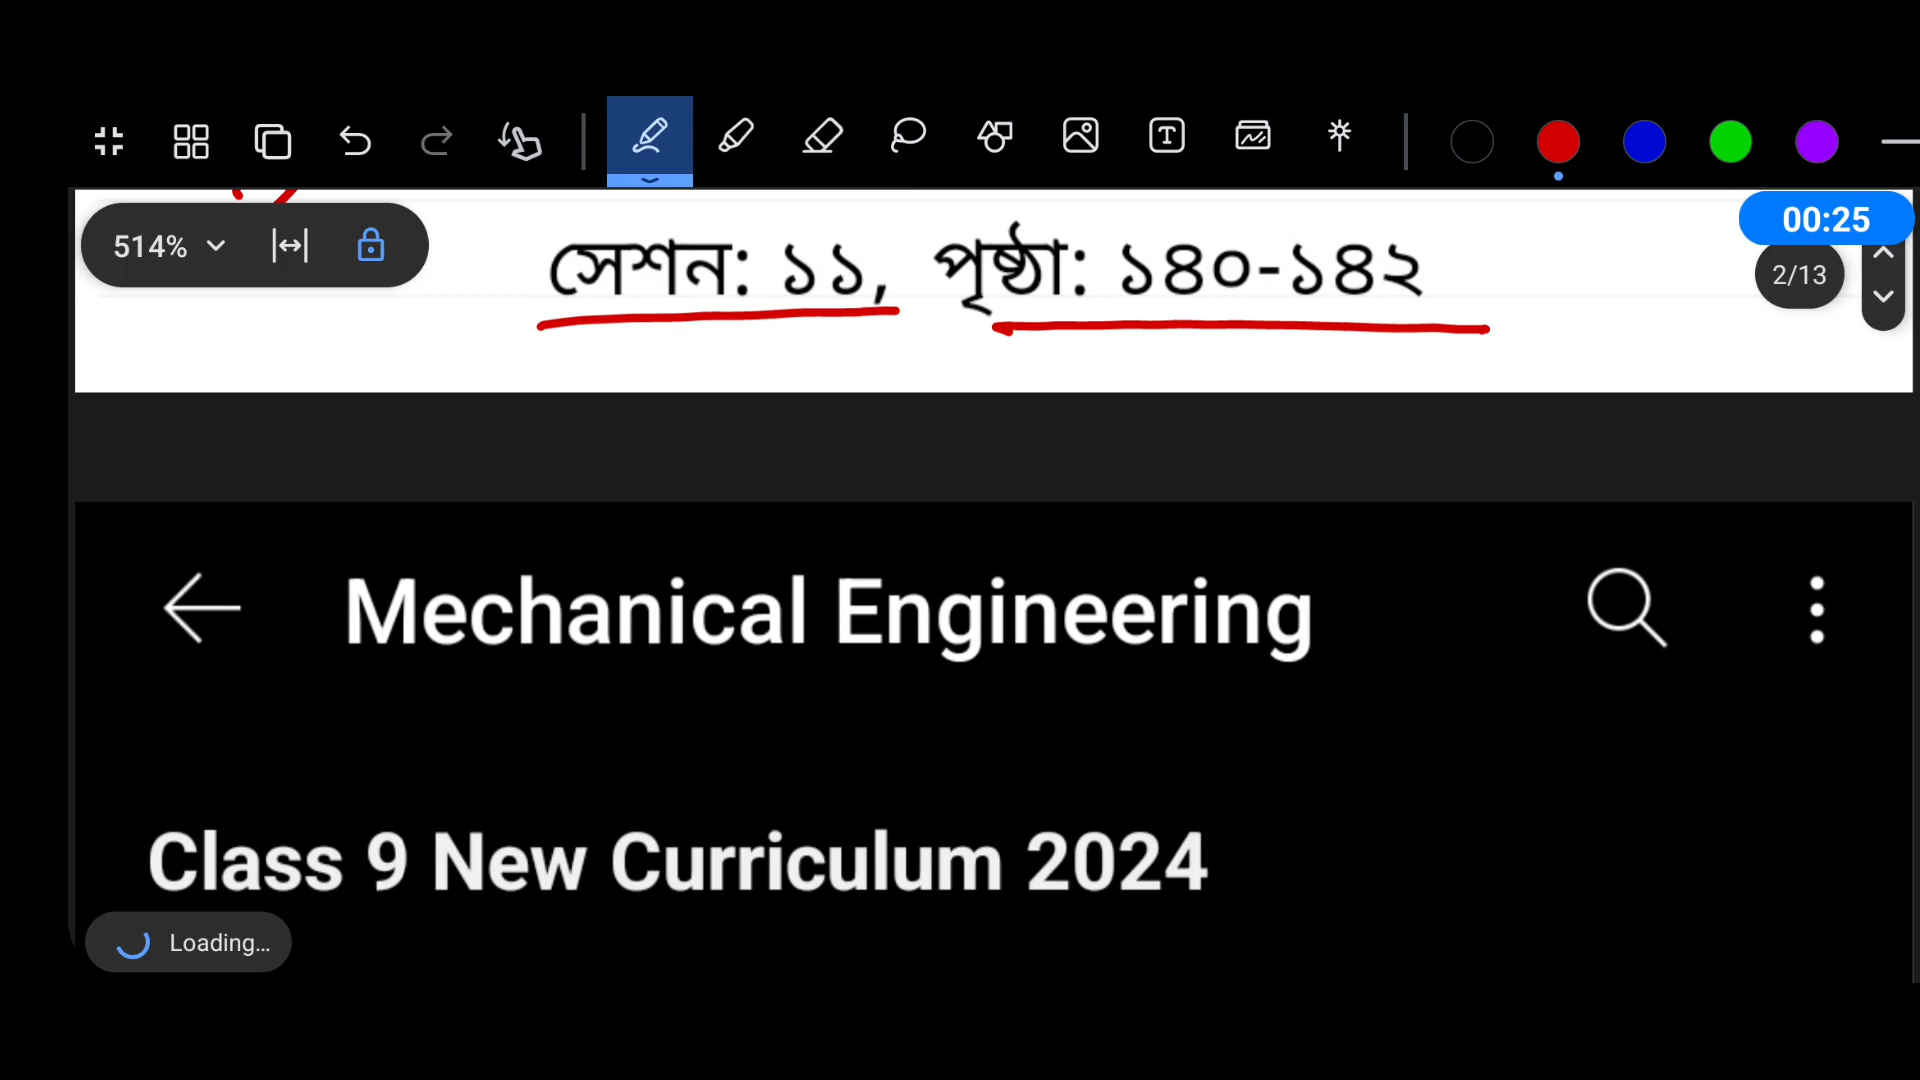 514%
00:25
সেশন: ১১, পৃষ্ঠা: ১৪০-১৪২
2/13
Mechanical Engineering
Class 9 New Curriculum 2024
Loading...